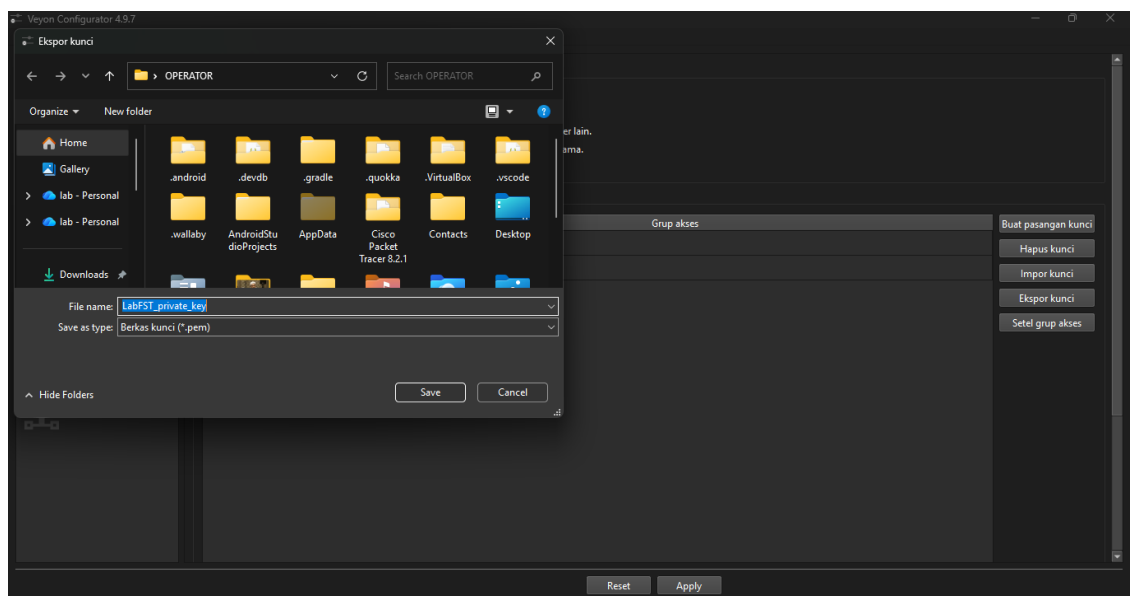 Veyon Configurator 4.9.7
Ekspor kunci
OPERATOR
Search OPERATOR
Organize
New folder
Home
Gallery
lab - Personal
lab - Personal
Downloads
.android
.devdb
.gradle
.quokka
.VirtualBox
.vscode
.wallaby
AndroidStu
dioProjects
AppData
Cisco
Packet
Tracer 8.2.1
Contacts
Desktop
File name:
LabFST_private_key
Save as type:
Berkas kunci (*.pem)
Hide Folders
Save
Cancel
er lain.
ama.
Grup akses
Buat pasangan kunci
Hapus kunci
Impor kunci
Ekspor kunci
Setel grup akses
Reset
Apply